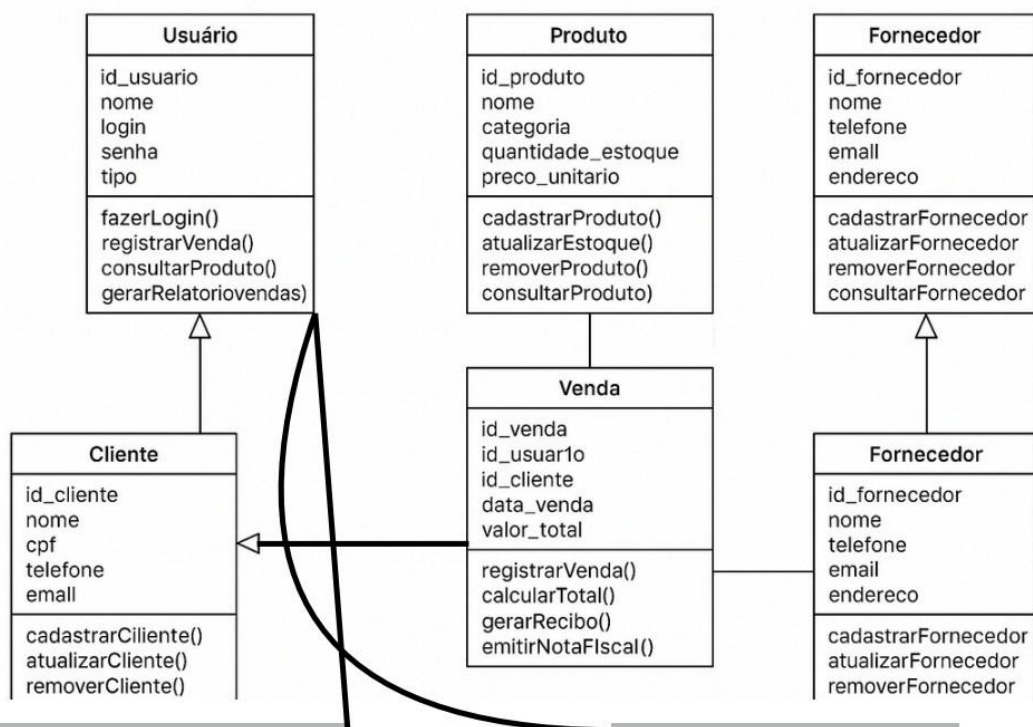 Usuário
id_usuario
nome
login
senha
tipo
fazerLogin()
registrarVenda()
consultarProduto()
gerarRelatoriovendas)
Produto
id_produto
nome
categoria
quantidade_estoque
preco_unitario
cadastrarProduto()
atualizarEstoque()
removerProduto()
consultarProduto)
Fornecedor
id_fornecedor
nome
telefone
emall
endereco
cadastrarFornecedor
atualizarFornecedor
removerFornecedor
consultarFornecedor
Cliente
id_cliente
nome
cpf
telefone
emall
cadastrarCiliente()
atualizarCliente()
removerCliente()
Venda
id_venda
id_usuar1o
id_cliente
data_venda
valor_total
registrarVenda()
calcularTotal()
gerarRecibo()
emitirNotaFIscal()
Fornecedor
id_fornecedor
nome
telefone
email
endereco
cadastrarFornecedor
atualizarFornecedor
removerFornecedor